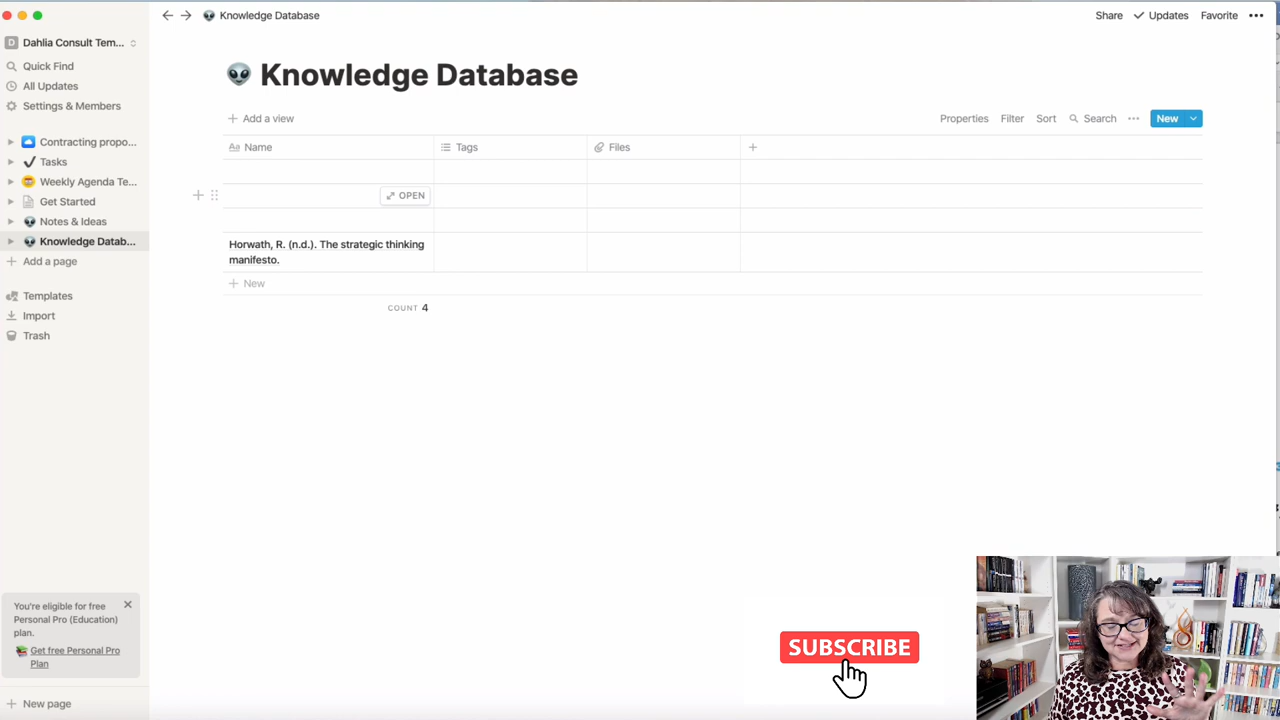 Knowledge Database
Share
Updates
Favorite
D
Dahlia Consult Tem...
Quick Find
All Updates
Settings & Members
Contracting propo...
Tasks
Weekly Agenda Te...
Get Started
Notes & Ideas
Knowledge Datab...
Add a page
Templates
Import
Trash
Knowledge Database
Add a view
Properties
Filter
Sort
Search
New
Name
Tags
Files
OPEN
Horwath, R. (n.d.). The strategic thinking
manifesto.
New
COUNT 4
You're eligible for free
Personal Pro (Education)
plan.
Get free Personal Pro
Plan
New page
SUBSCRIBE